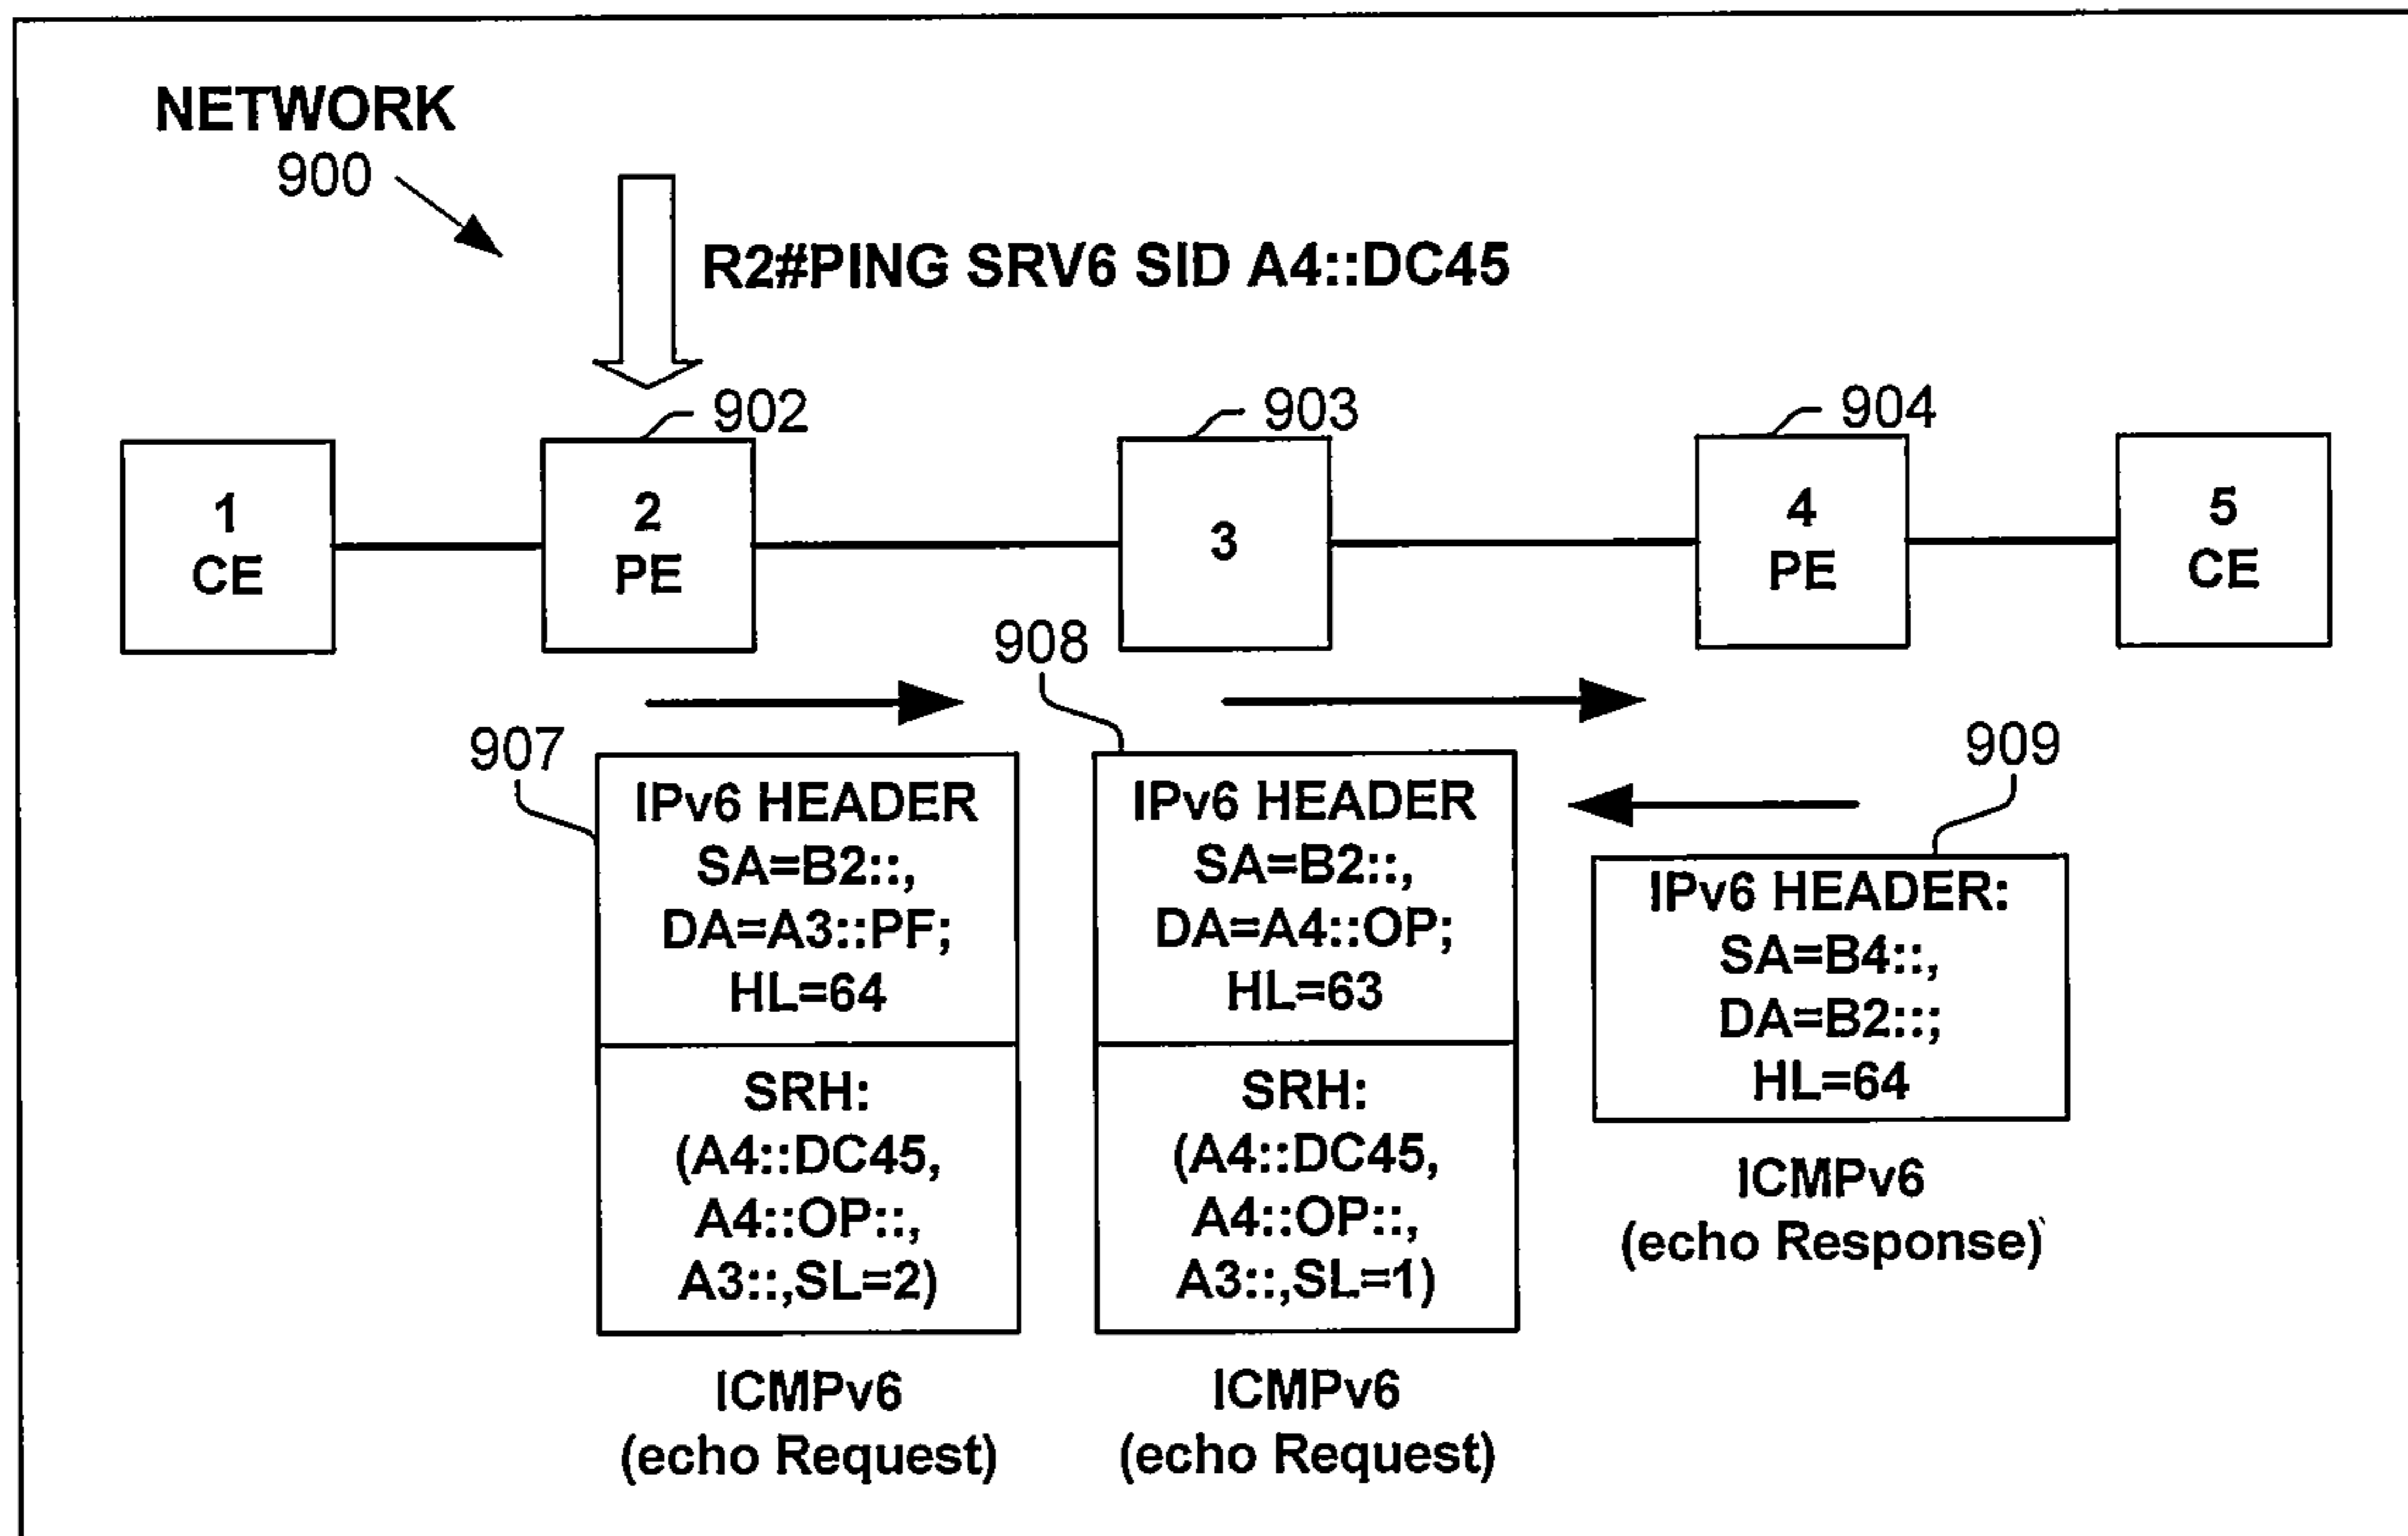 NETWORK
900
R2#PING SRV6 SID A4::DC45
902
903
904
1
CE
2
PE
3
4
PE
5
CE
908
907
909
IPv6 HEADER
SA=B2::,
DA=A3::PF;
HL=64
SRH:
(A4::DC45,
A4::OP::,
A3::,SL=2)
ICMPv6
(echo Request)
IPv6 HEADER
SA=B2::,
DA=A4::OP;
HL=63
SRH:
(A4::DC45,
A4::OP::,
A3::,SL=1)
ICMPv6
(echo Request)
IPv6 HEADER:
SA=B4::,
DA=B2::;
HL=64
ICMPv6
(echo Response)